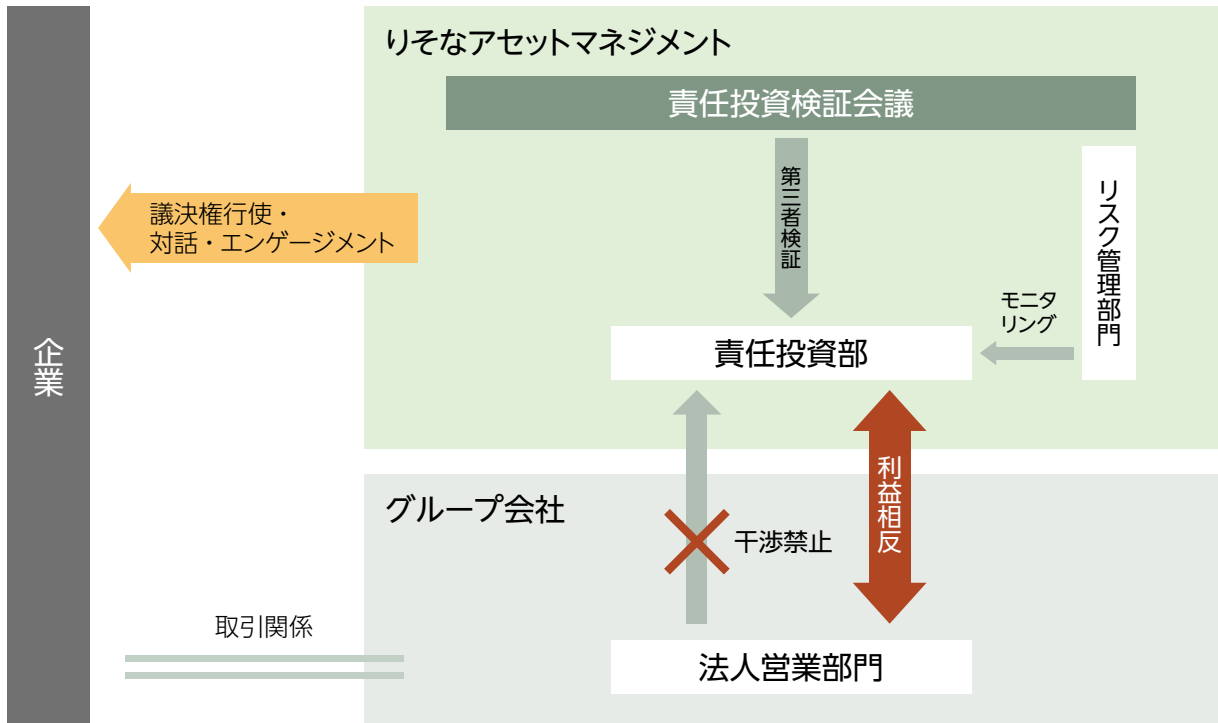 りそなアセットマネジメント
責任投資検証会議
第三者検証
リスク管理部門
議決権行使・
対話・エンゲージメント
モニタ
リング
責任投資部
企業
利益相反
グループ会社
干渉禁止
取引関係
法人営業部門